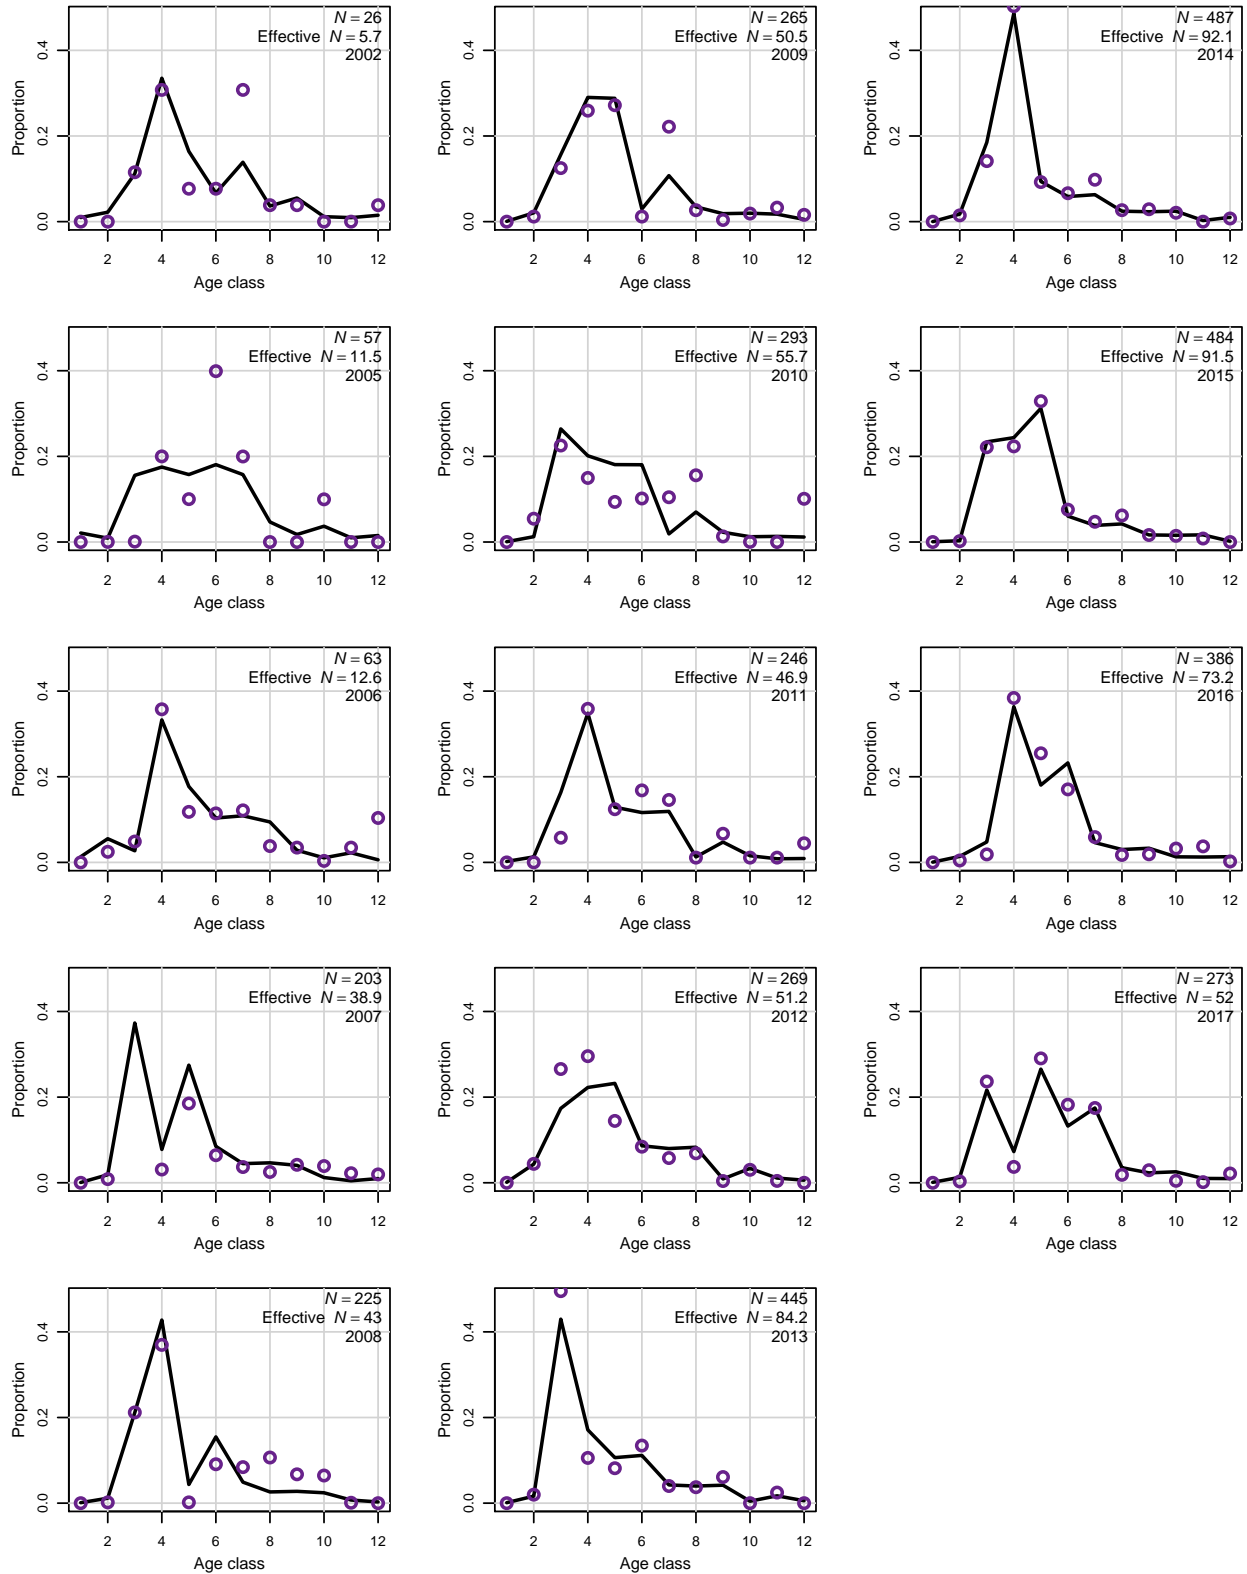 N = 26
Effective N = 5.7
2002
Proportion
0.0 0.2 0.4
2 4 6 8 10 12
Age class
N = 265
Effective N = 50.5
2009
Proportion
0.0 0.2 0.4
2 4 6 8 10 12
Age class
N = 487
Effective N = 92.1
2014
Proportion
0.0 0.2 0.4
2 4 6 8 10 12
Age class
N = 57
Effective N = 11.5
2005
Proportion
0.0 0.2 0.4
2 4 6 8 10 12
Age class
N = 293
Effective N = 55.7
2010
Proportion
0.0 0.2 0.4
2 4 6 8 10 12
Age class
N = 484
Effective N = 91.5
2015
Proportion
0.0 0.2 0.4
2 4 6 8 10 12
Age class
N = 63
Effective N = 12.6
2006
Proportion
0.0 0.2 0.4
2 4 6 8 10 12
Age class
N = 246
Effective N = 46.9
2011
Proportion
0.0 0.2 0.4
2 4 6 8 10 12
Age class
N = 386
Effective N = 73.2
2016
Proportion
0.0 0.2 0.4
2 4 6 8 10 12
Age class
N = 203
Effective N = 38.9
2007
Proportion
0.0 0.2 0.4
2 4 6 8 10 12
Age class
N = 269
Effective N = 51.2
2012
Proportion
0.0 0.2 0.4
2 4 6 8 10 12
Age class
N = 273
Effective N = 52
2017
Proportion
0.0 0.2 0.4
2 4 6 8 10 12
Age class
N = 225
Effective N = 43
2008
Proportion
0.0 0.2 0.4
2 4 6 8 10 12
Age class
N = 445
Effective N = 84.2
2013
Proportion
0.0 0.2 0.4
2 4 6 8 10 12
Age class